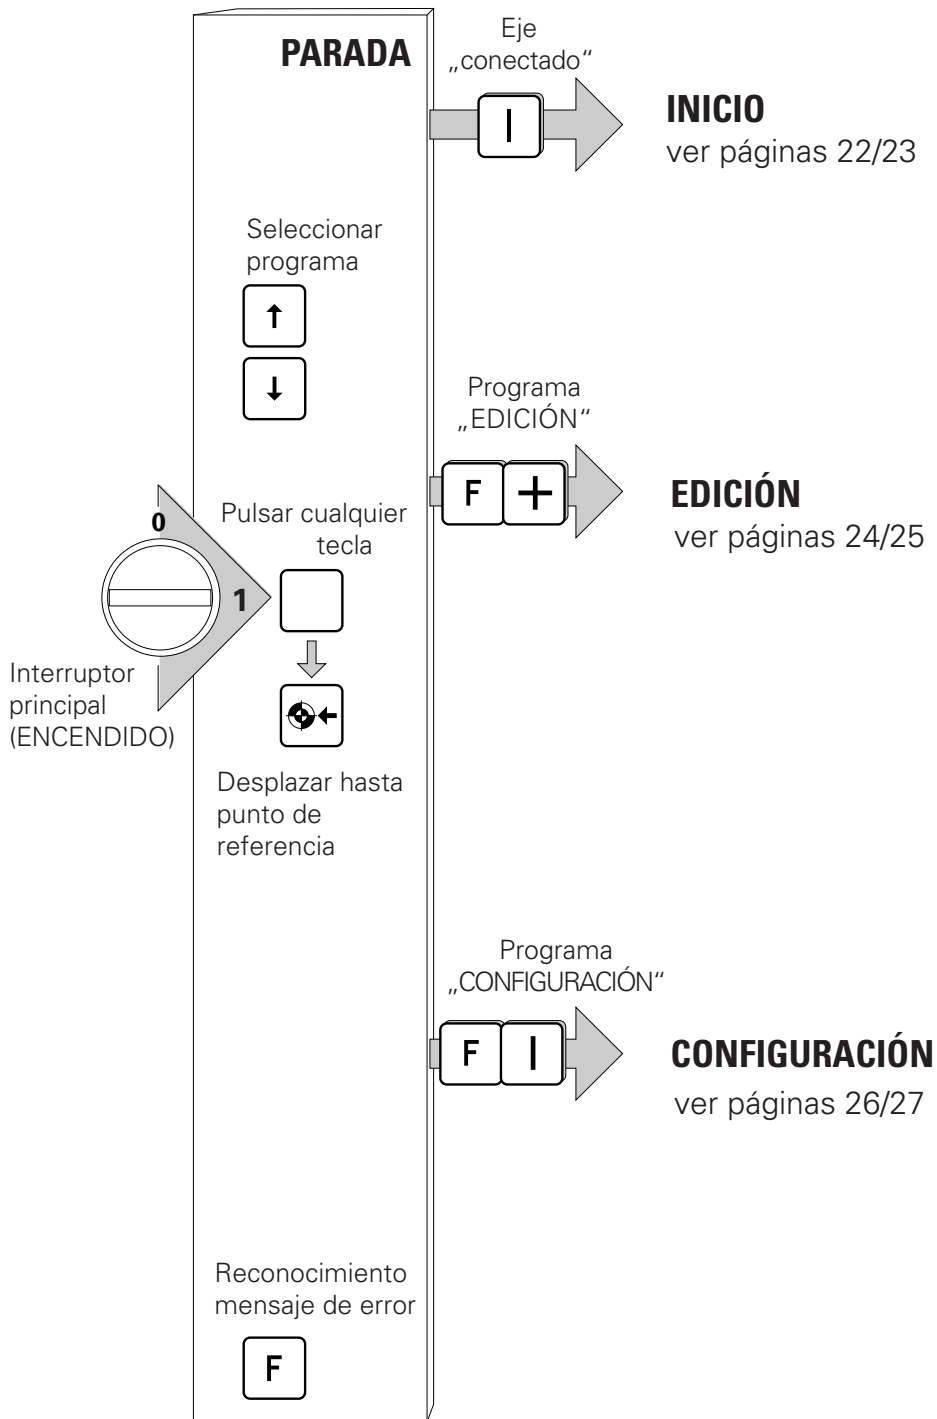 PARADA
Eje
„conectado“
I
INICIO
ver páginas 22/23
Seleccionar
programa
↑
↓
Programa
„EDICIÓN“
F +
EDICIÓN
ver páginas 24/25
0
1
Pulsar cualquier
tecla
Interruptor
principal
(ENCENDIDO)
Desplazar hasta
punto de
referencia
Programa
„CONFIGURACIÓN“
F I
CONFIGURACIÓN
ver páginas 26/27
Reconocimiento
mensaje de error
F